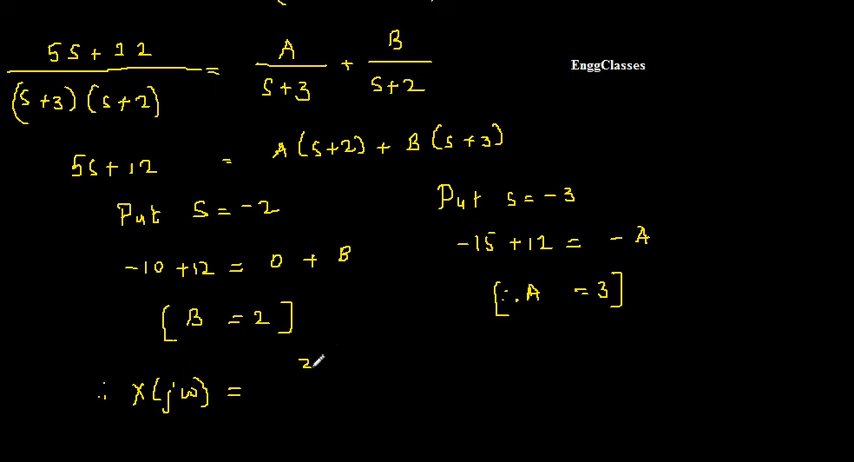 5s + 12 / (s+3)(s+2) = A / s+3 + B / s+2
EnggClasses
5s+12 = A(s+2) + B(s+3)
Put s = -2
-10 +12 = 0 + B
[B = 2]
Put s = -3
-15 +12 = -A
[∴ A = 3]
∴ X(jω) =